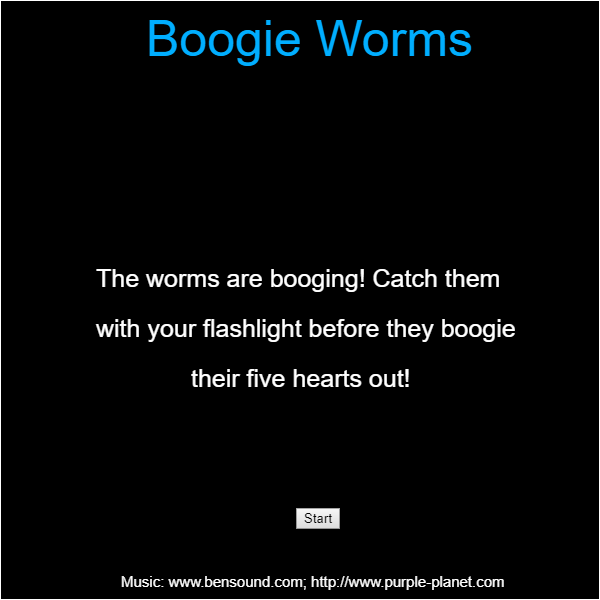 Boogie Worms
The worms are booging! Catch them
with your flashlight before they boogie
their five hearts out!
Start
Music: www.bensound.com; http://www.purple-planet.com